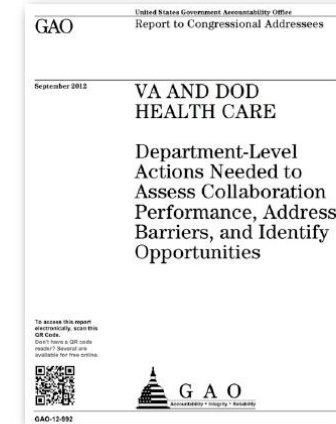 United States Government Accountability Office
GAO
Report to Congressional Addressees
September 2012
VA AND DOD
HEALTH CARE
Department-Level
Actions Needed to
Assess Collaboration
Performance, Address
Barriers, and Identify
Opportunities
To access this report
electronically, scan this
QR Code.
Don't have a QR code
reader? Several are
available for free online.
GAO
Accountability * Integrity * Reliability
GAO-12-992